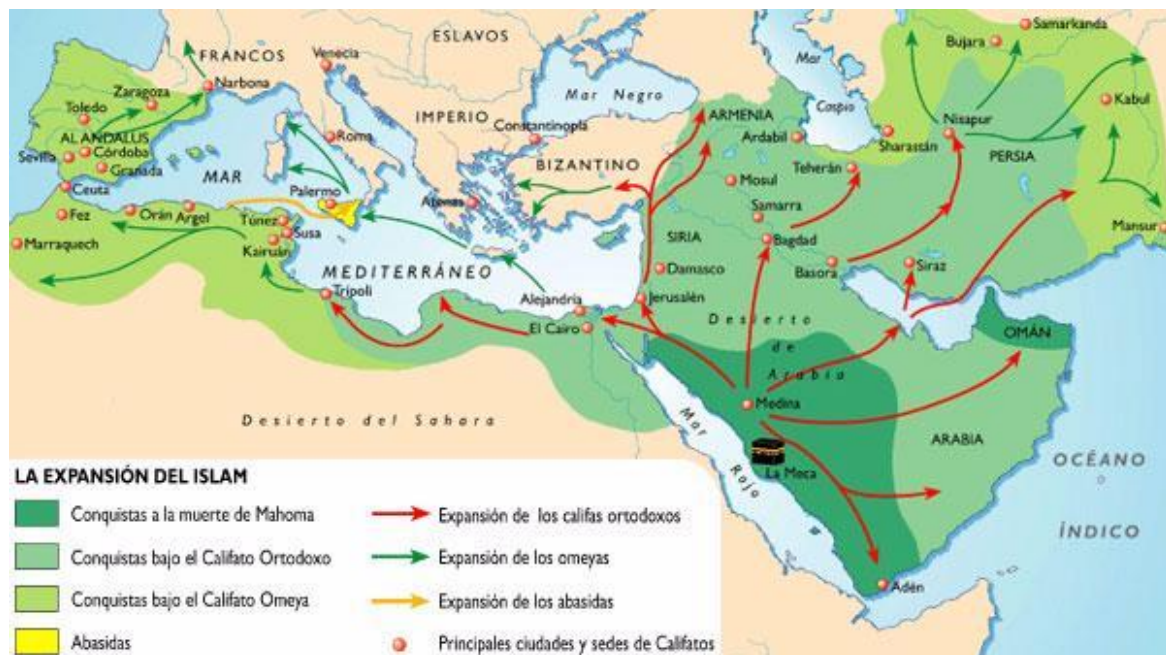 ESLAVOS
Samarkanda
Bujara
FRANCOS
Venecia
Narbona
Mar
Caspio
Zaragoza
Toledo
Mar Negro
ARMENIA
Kabul
IMPERIO
Nisapur
AL ANDALUS
Roma
Constantinopla
Ardabil
Sharastán
Sevilla
Córdoba
BIZANTINO
Teherán
PERSIA
Granada
MAR
Mosul
Ceuta
Palermo
Atenas
Samarra
Fez
Orán
Argel
Túnez
Susa
SIRIA
Bagdad
Mansur
Marraquech
Kairuán
Basora
Siraz
MEDITERRÁNEO
Damasco
Trípoli
Alejandría
Jerusalén
El Cairo
Desierto
de
Arabia
OMÁN
Medina
Desierto del Sahara
Mar
Rojo
ARABIA
OCÉANO
La Meca
ÍNDICO
Adén
LA EXPANSIÓN DEL ISLAM
Conquistas a la muerte de Mahoma
Conquistas bajo el Califato Ortodoxo
Conquistas bajo el Califato Omeya
Abasidas
Expansión de los califas ortodoxos
Expansión de los omeyas
Expansión de los abasidas
Principales ciudades y sedes de Califatos